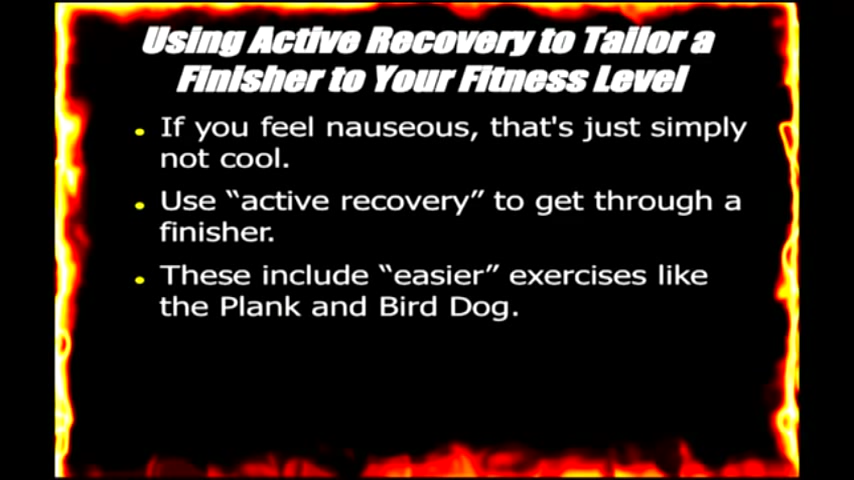 Using Active Recovery to Tailor a
Finisher to Your Fitness Level
If you feel nauseous, that's just simply
not cool.
Use “active recovery” to get through a
finisher.
These include “easier” exercises like
the Plank and Bird Dog.